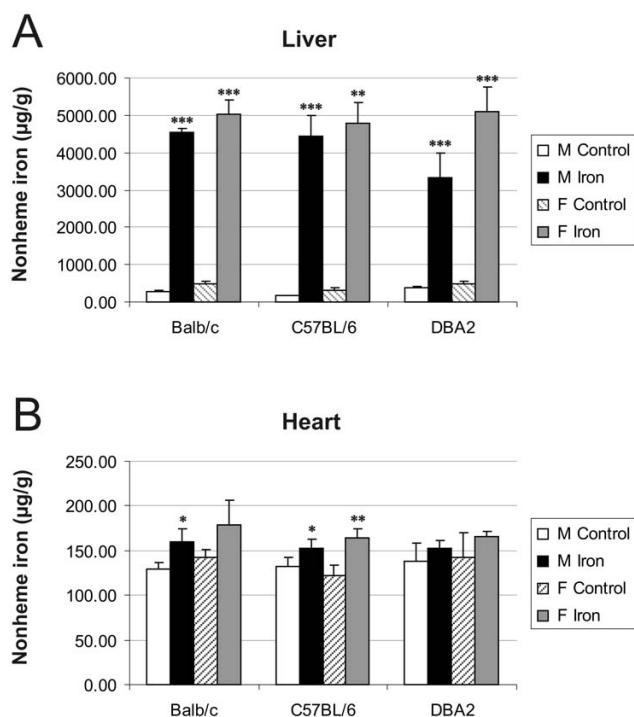 A
Liver
Nonheme iron (µg/g)
6000.00
5000.00
4000.00
3000.00
2000.00
1000.00
0.00
*** *** *** ** *** ***
Balb/c C57BL/6 DBA2
M Control
M Iron
F Control
F Iron
B
Heart
Nonheme iron (µg/g)
250.00
200.00
150.00
100.00
50.00
0.00
* * **
Balb/c C57BL/6 DBA2
M Control
M Iron
F Control
F Iron